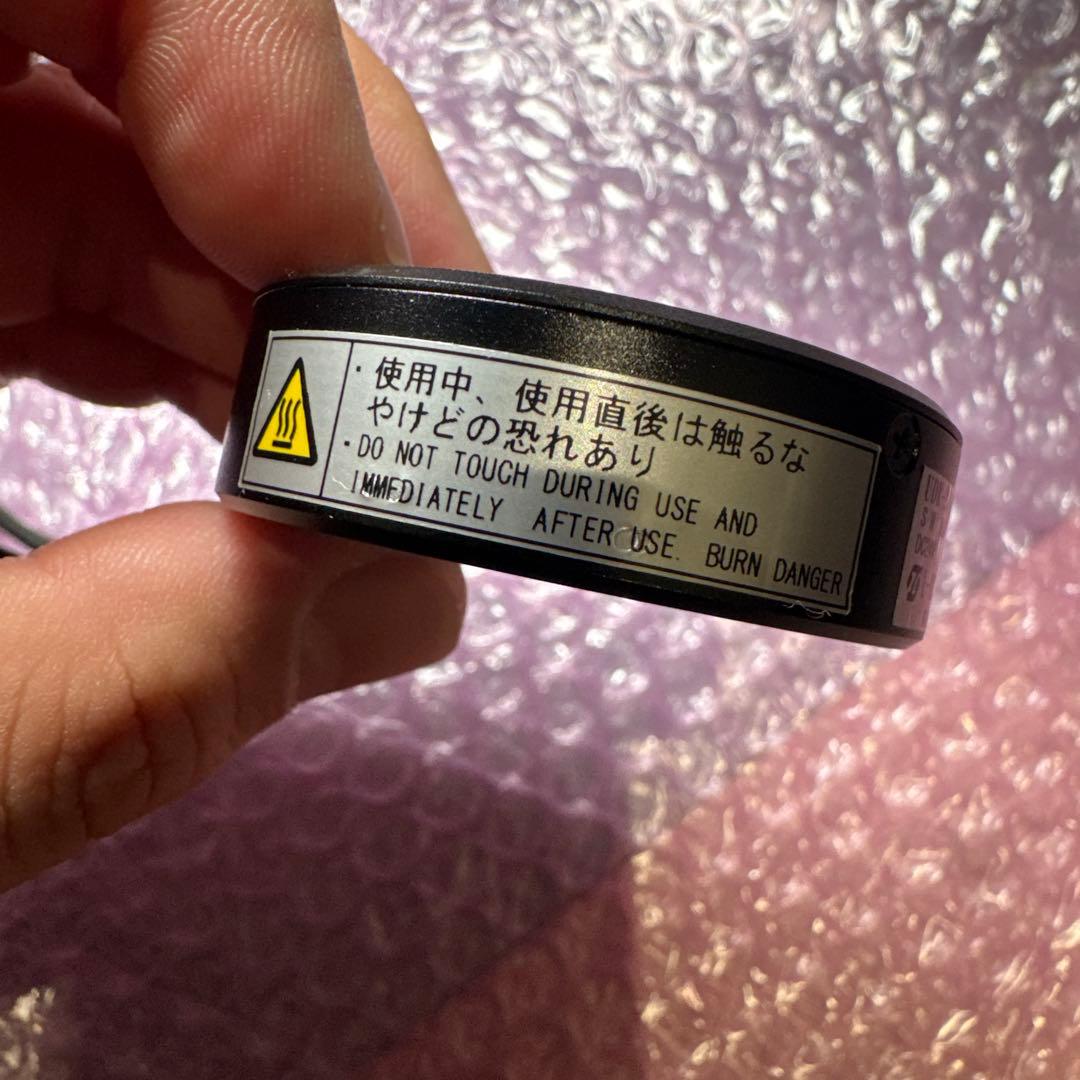 ・使用中、使用直後は触るな
やけどの恐れあり
・DO NOT TOUCH DURING USE AND
IMMEDIATELY AFTER USE. BURN DANGER